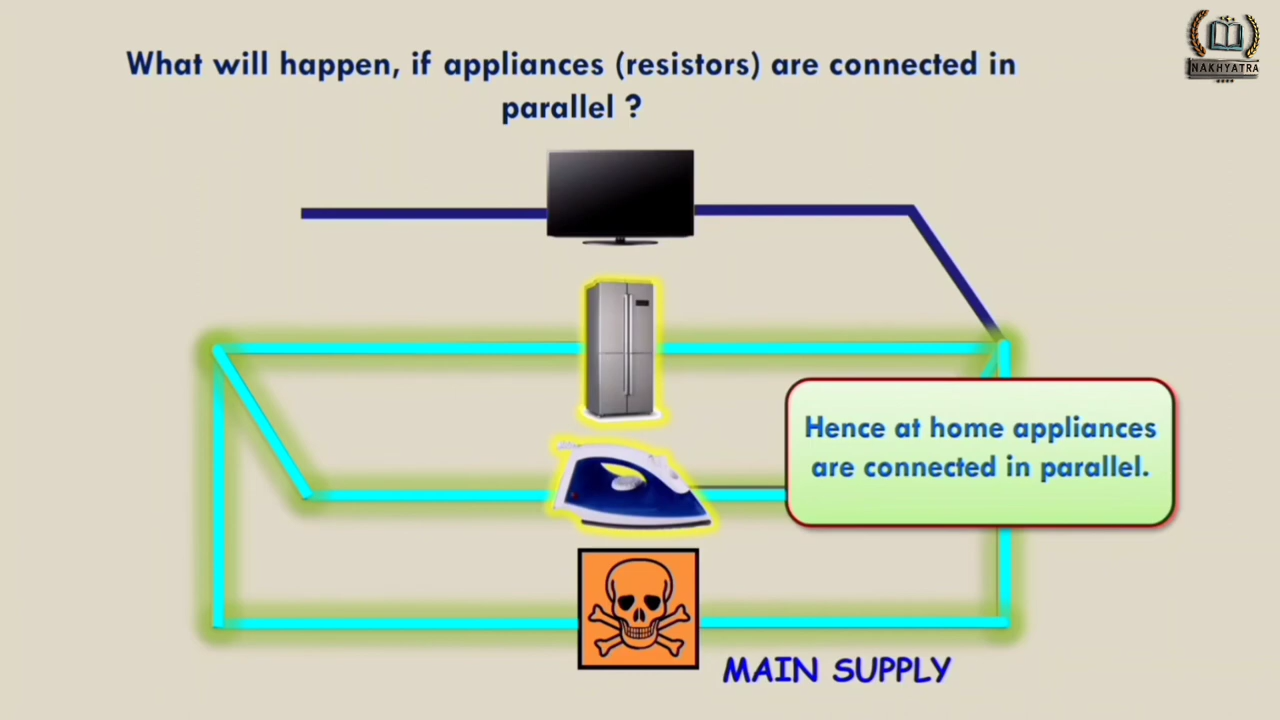 What will happen, if appliances (resistors) are connected in
parallel ?
NAKHYATRA
Hence at home appliances
are connected in parallel.
MAIN SUPPLY